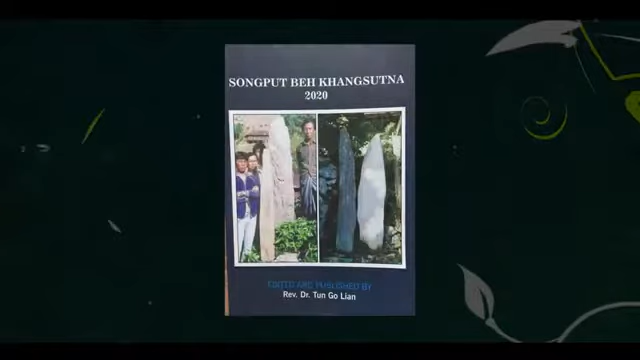 SONGPUT BEH KHANGSUTNA
2020
EDITED AND PUBLISHED BY
Rev. Dr. Tun Go Lian